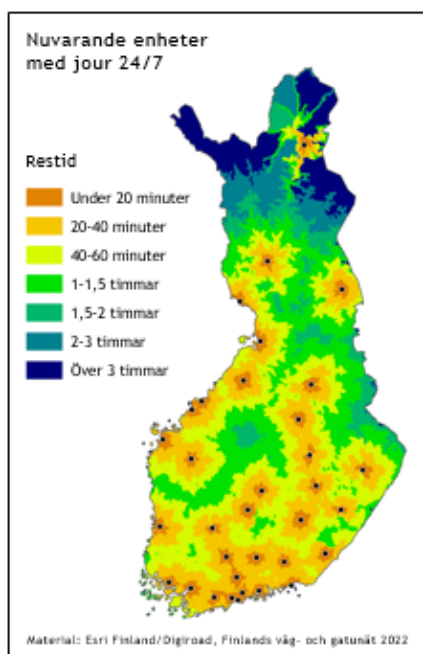 Nuvarande enheter
med jour 24/7
Restid
Under 20 minuter
20-40 minuter
40-60 minuter
1-1,5 timmar
1,5-2 timmar
2-3 timmar
Över 3 timmar
Material: Esri Finland/Digiroad, Finlands väg- och gatunät 2022